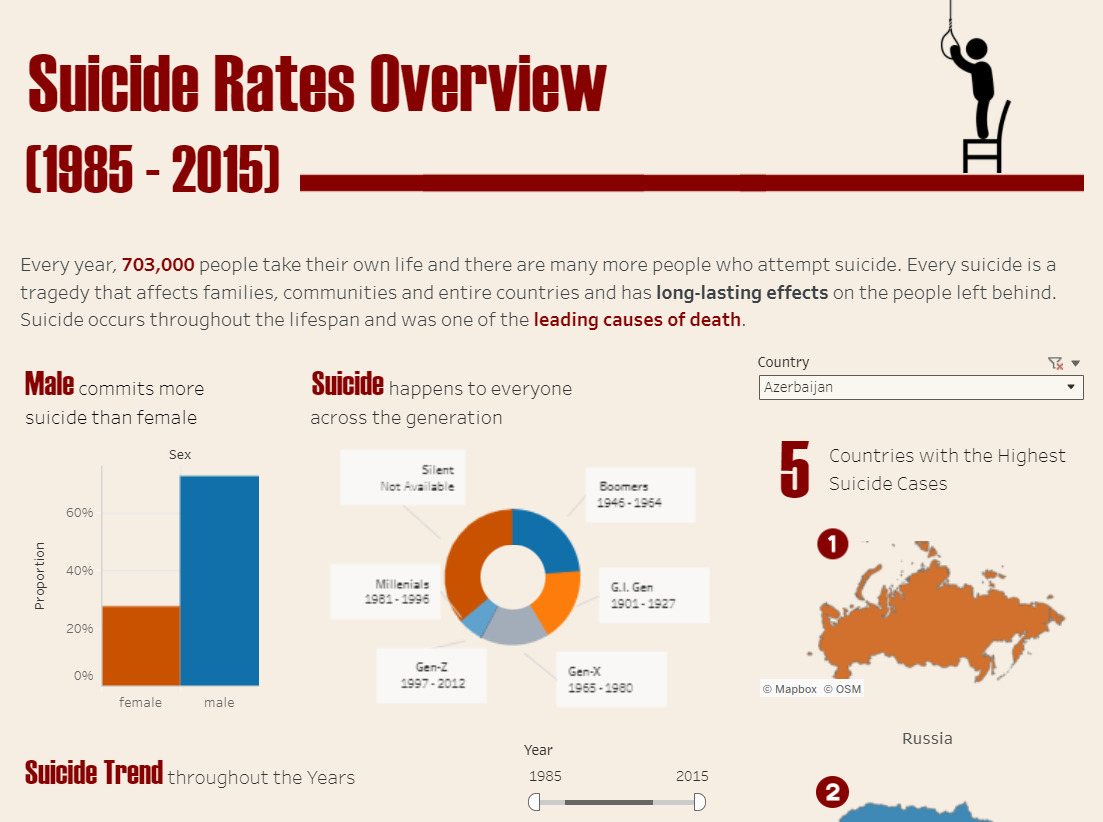 Suicide Rates Overview
(1985 - 2015)
Every year, 703,000 people take their own life and there are many more people who attempt suicide. Every suicide is a
tragedy that affects families, communities and entire countries and has long-lasting effects on the people left behind.
Suicide occurs throughout the lifespan and was one of the leading causes of death.
Male commits more
suicide than female
Sex
Proportion
60%
40%
20%
0%
female
male
Suicide happens to everyone
across the generation
Silent
Not Available
Boomers
1946 - 1964
Millenials
1981 - 1996
G.I. Gen
1901 - 1927
Gen-Z
1997 - 2012
Gen-X
1965 - 1980
Country
Azerbaijan
5
Countries with the Highest
Suicide Cases
1
© Mapbox © OSM
Russia
2
Suicide Trend throughout the Years
Year
1985
2015